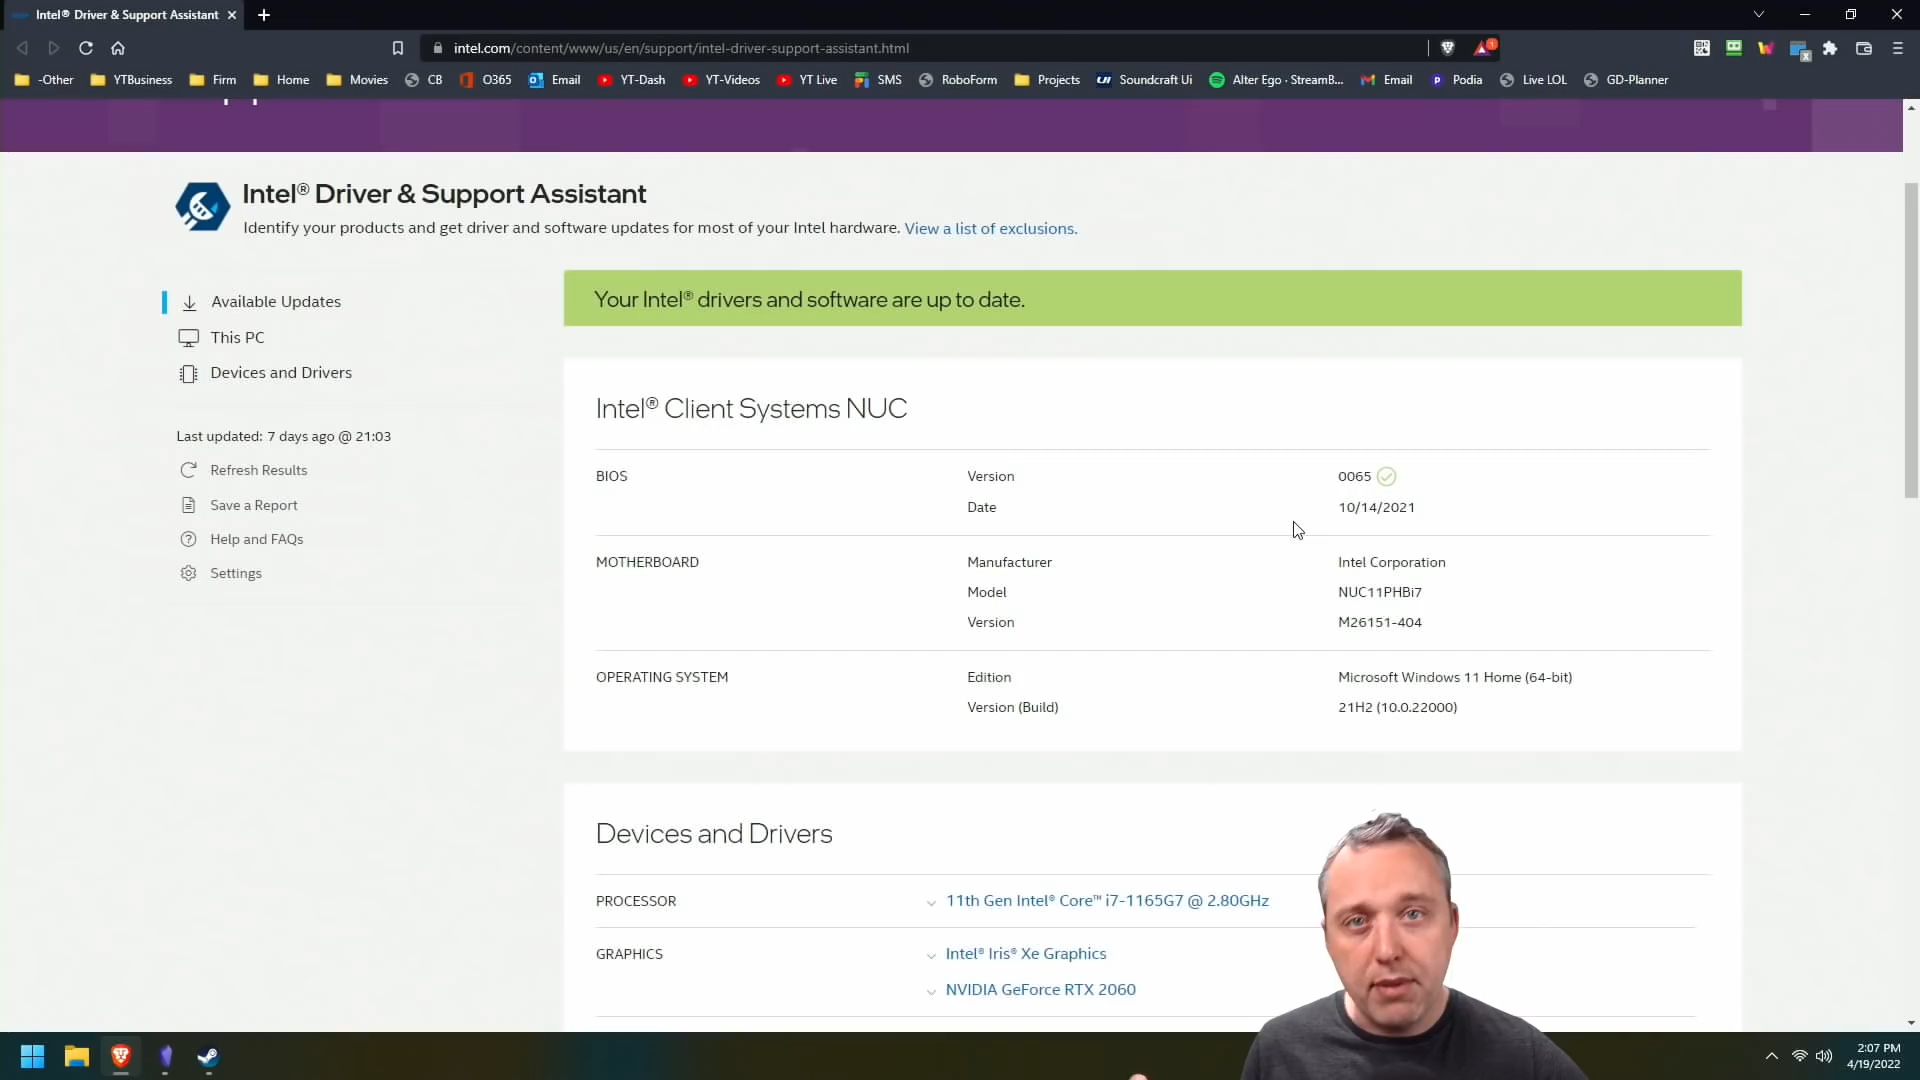 Intel® Driver & Support Assistant
intel.com/content/www/us/en/support/intel-driver-support-assistant.html
1
-Other YTBusiness Firm Home Movies CB O365 Email YT-Dash YT-Videos YT Live SMS RoboForm Projects Soundcraft Ui Alter Ego · StreamB... Email Podia Live LOL GD-Planner
Intel® Driver & Support Assistant
Identify your products and get driver and software updates for most of your Intel hardware. View a list of exclusions.
Available Updates
This PC
Devices and Drivers
Last updated: 7 days ago @ 21:03
Refresh Results
Save a Report
Help and FAQs
Settings
Your Intel® drivers and software are up to date.
Intel® Client Systems NUC
BIOS Version 0065
Date 10/14/2021
MOTHERBOARD Manufacturer Intel Corporation
Model NUC11PHBi7
Version M26151-404
OPERATING SYSTEM Edition Microsoft Windows 11 Home (64-bit)
Version (Build) 21H2 (10.0.22000)
Devices and Drivers
PROCESSOR 11th Gen Intel® Core™ i7-1165G7 @ 2.80GHz
GRAPHICS Intel® Iris® Xe Graphics
NVIDIA GeForce RTX 2060
2:07 PM
4/19/2022